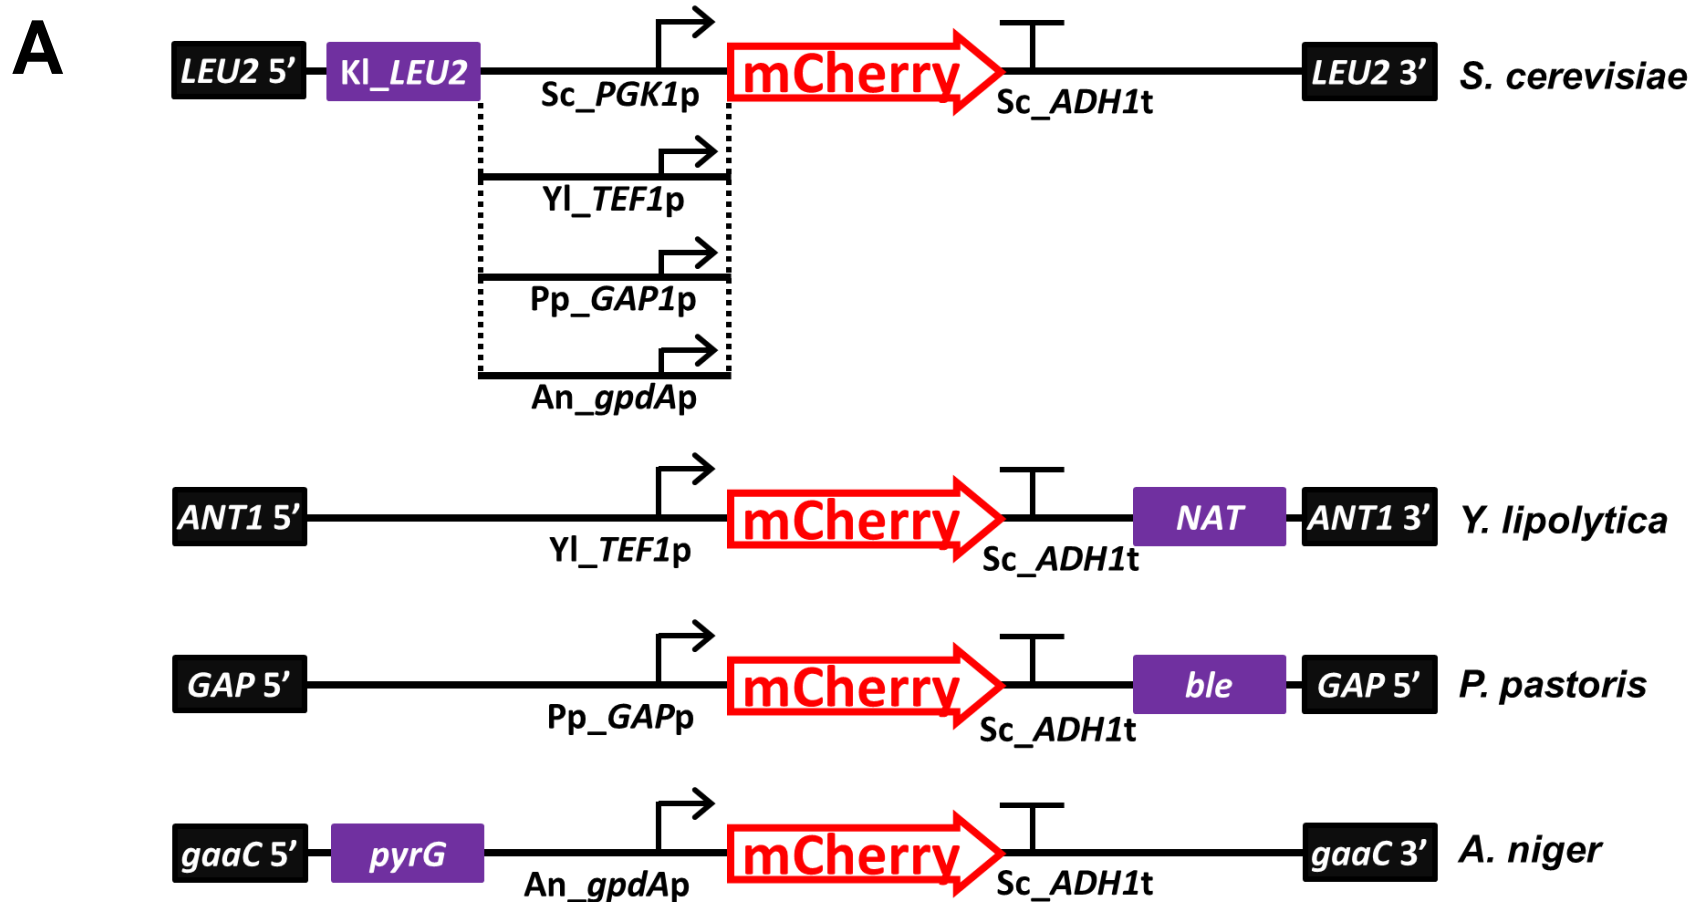 A
LEU2 5’ Kl_LEU2 Sc_PGK1p mCherry Sc_ADH1t LEU2 3’ S. cerevisiae
Yl_TEF1p
Pp_GAP1p
An_gpdAp
ANT1 5’ Yl_TEF1p mCherry Sc_ADH1t NAT ANT1 3’ Y. lipolytica
GAP 5’ Pp_GAPp mCherry Sc_ADH1t ble GAP 5’ P. pastoris
gaaC 5’ pyrG An_gpdAp mCherry Sc_ADH1t gaaC 3’ A. niger